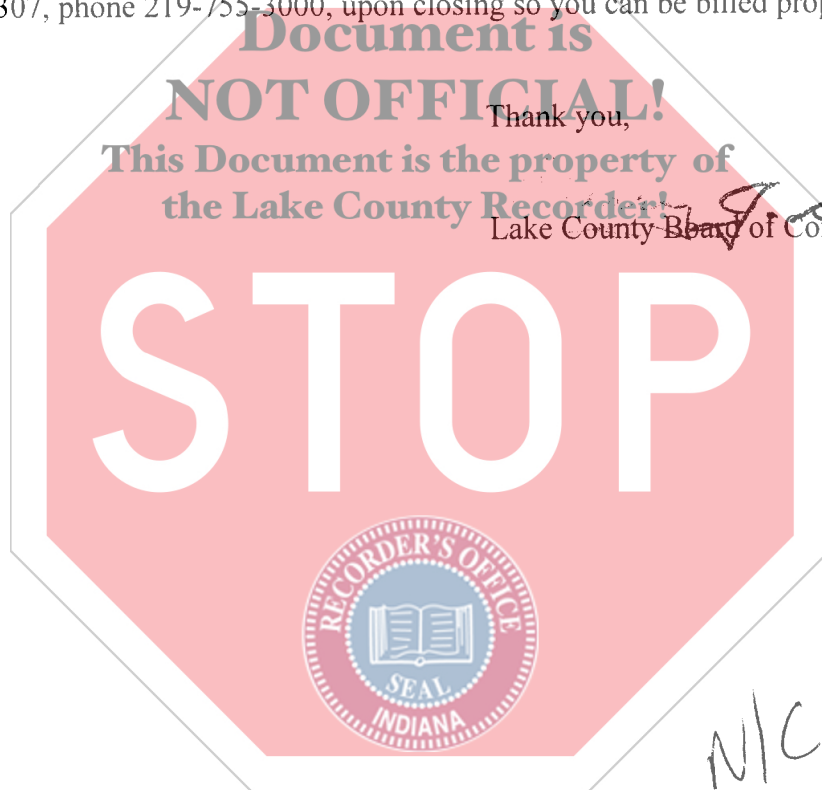 307, phone 219-755-3000, upon closing so you can be billed prop
Document is
NOT OFFICIAL!
Thank you,
This Document is the property of
the Lake County Recorder!
Lake County Board of Co
STOP
RECORDER'S OFFICE
SEAL
INDIANA
N/C